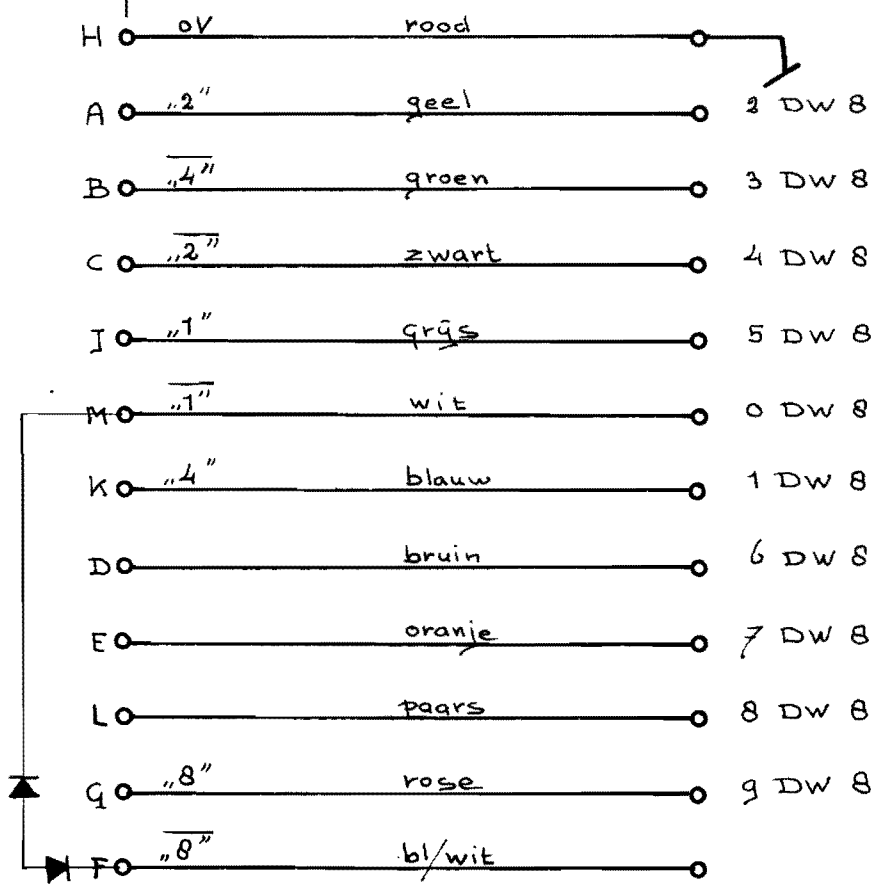 H 0V rood
A „2” geel 2 DW 8
B „4” groen 3 DW 8
C „2” zwart 4 DW 8
I „1” grijs 5 DW 8
M „1” wit 0 DW 8
K „4” blauw 1 DW 8
D bruin 6 DW 8
E oranje 7 DW 8
L paars 8 DW 8
G „8” rose 9 DW 8
F „8” bl/wit